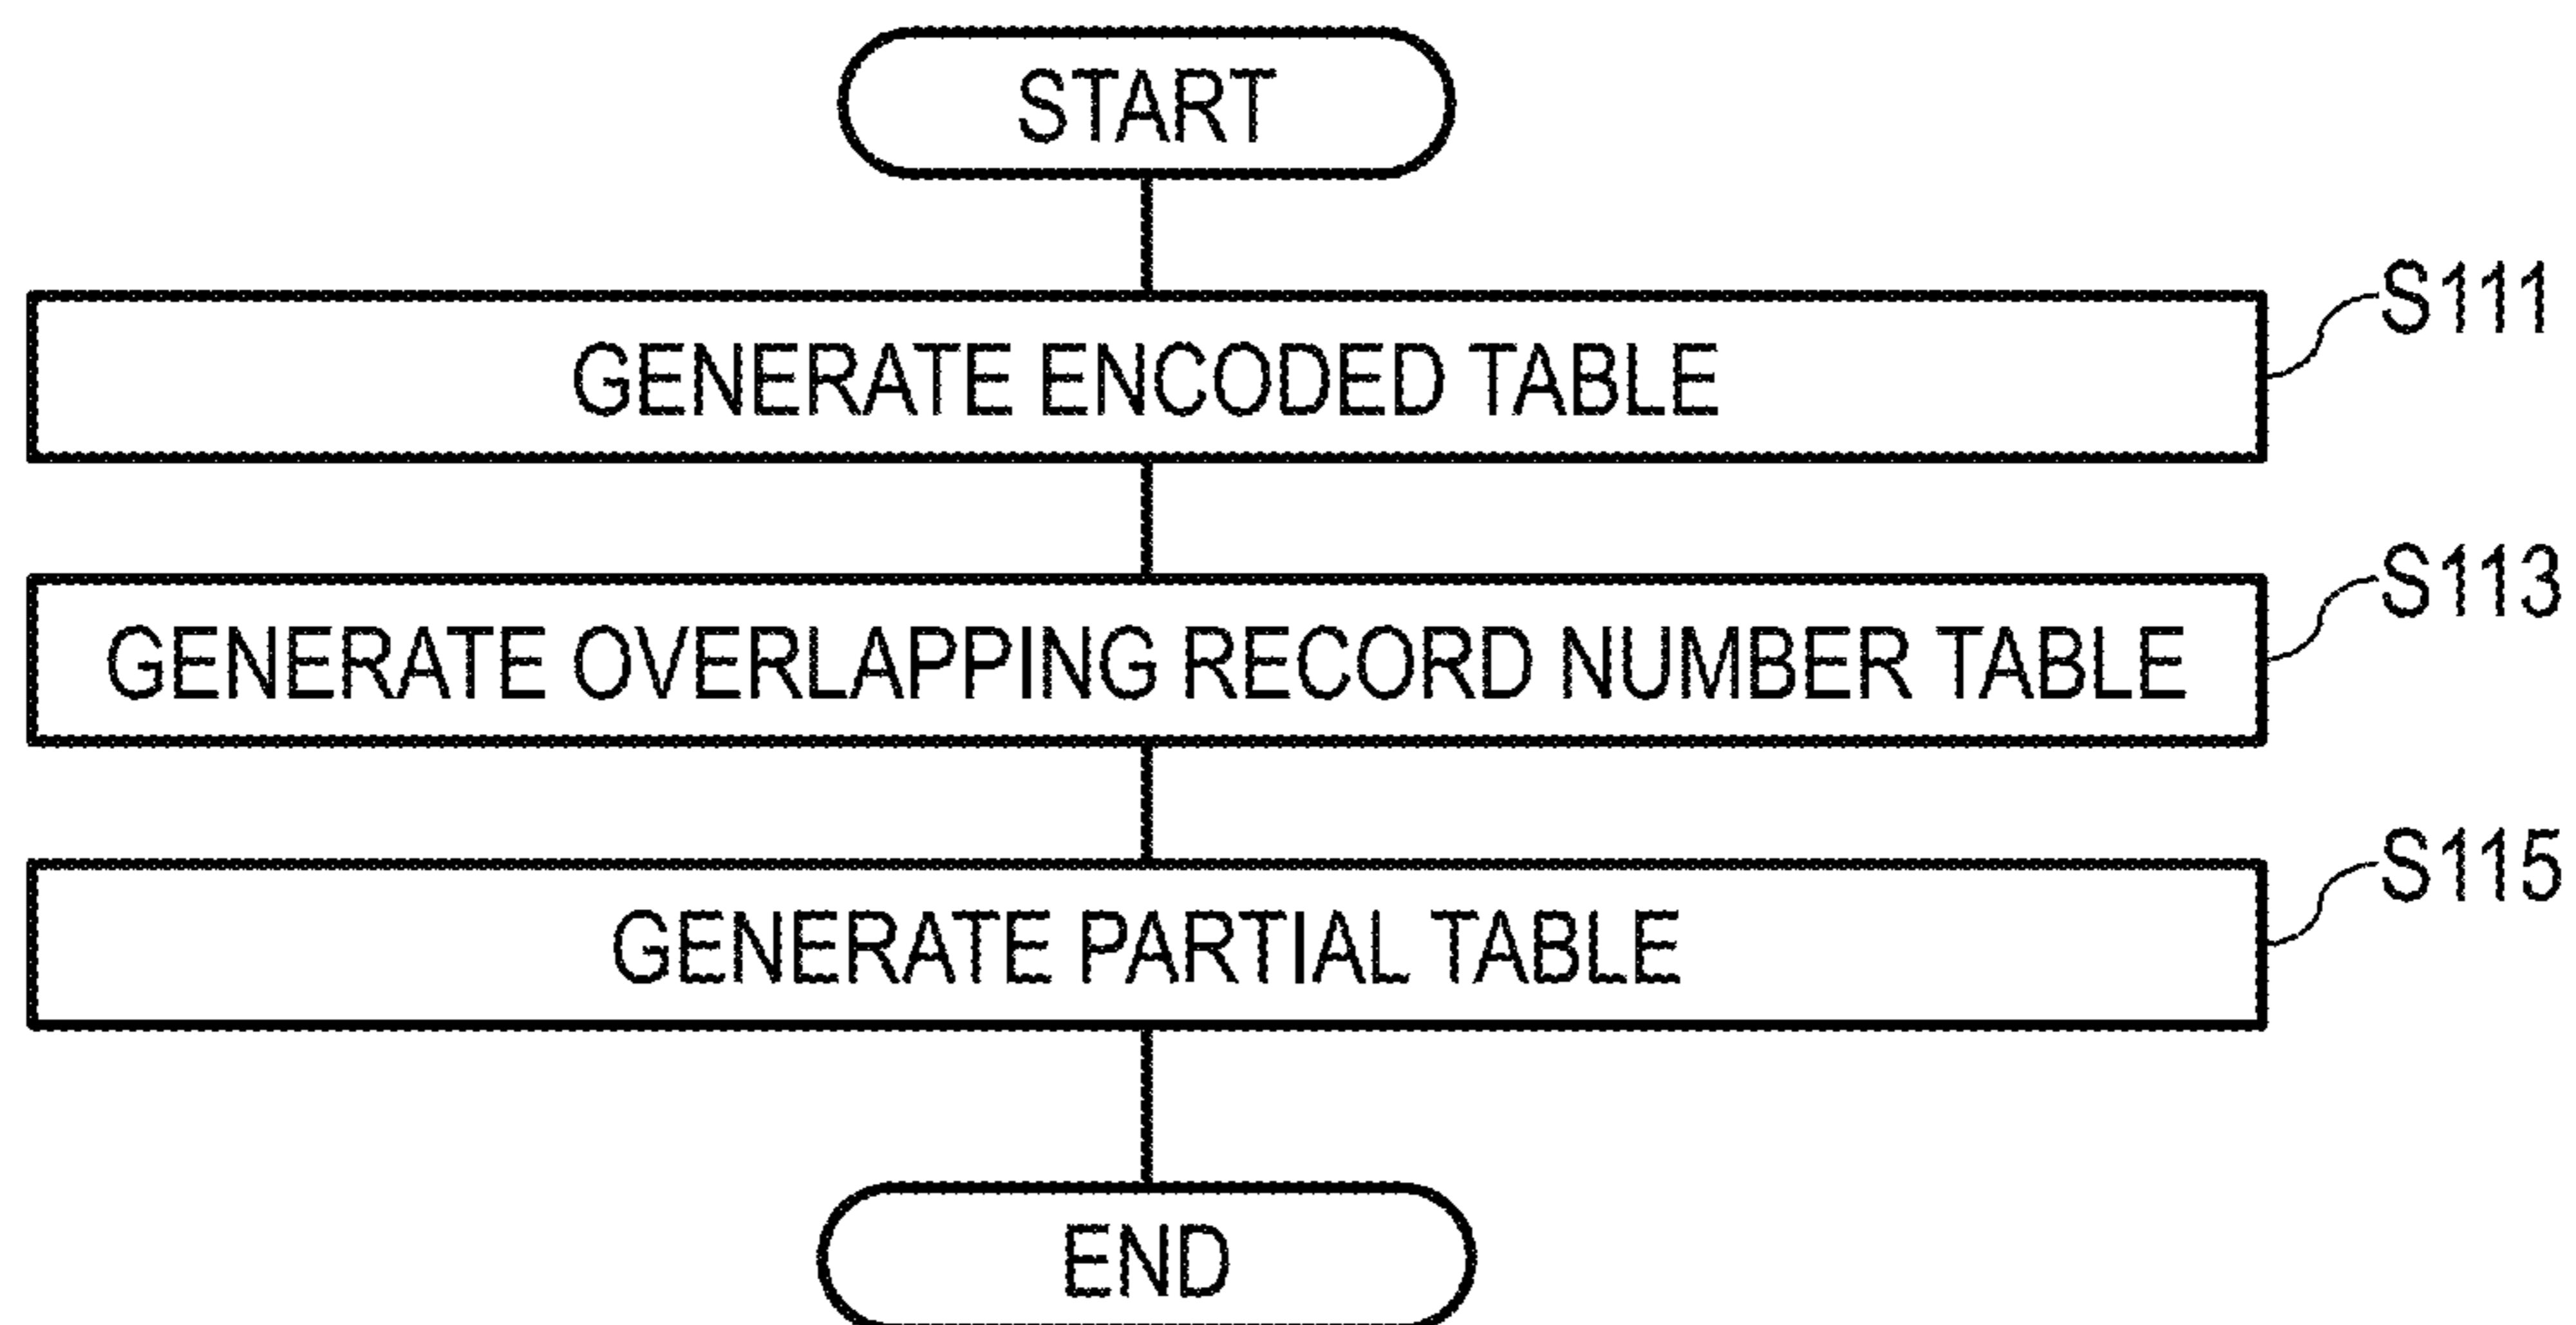 START
S111
GENERATE ENCODED TABLE
S113
GENERATE OVERLAPPING RECORD NUMBER TABLE
S115
GENERATE PARTIAL TABLE
END